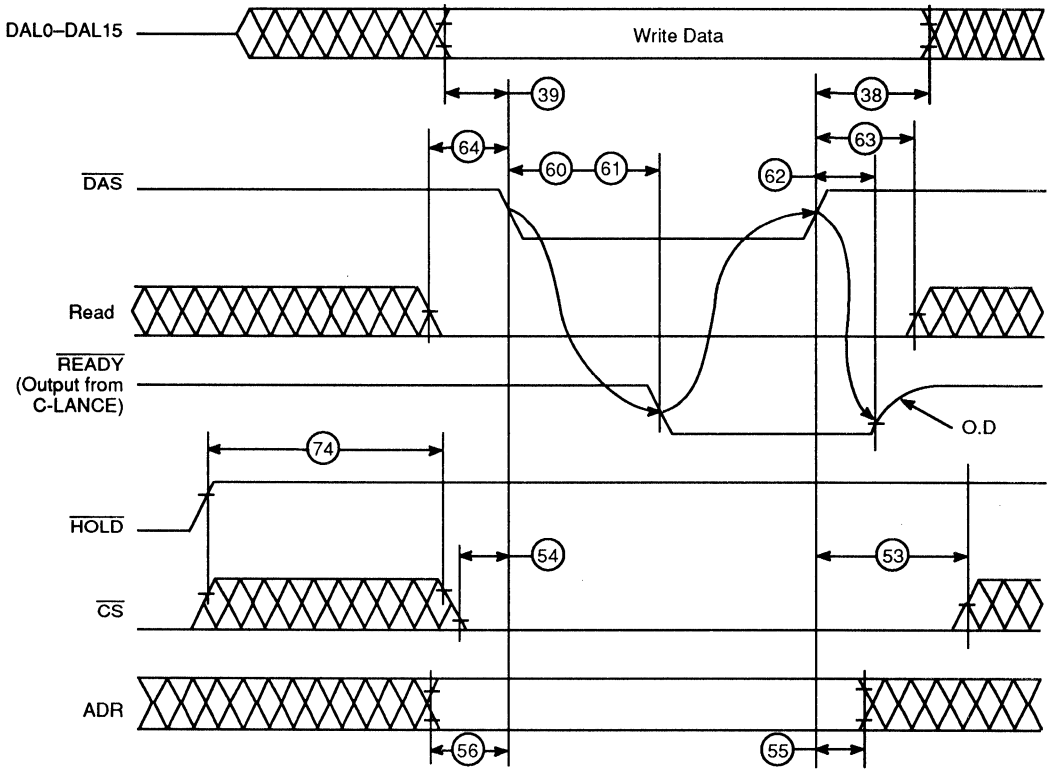 DAL0–DAL15
Write Data
39
38
64
60
61
62
63
DAS
Read
READY
(Output from
C-LANCE)
O.D
74
HOLD
54
53
CS
ADR
56
55